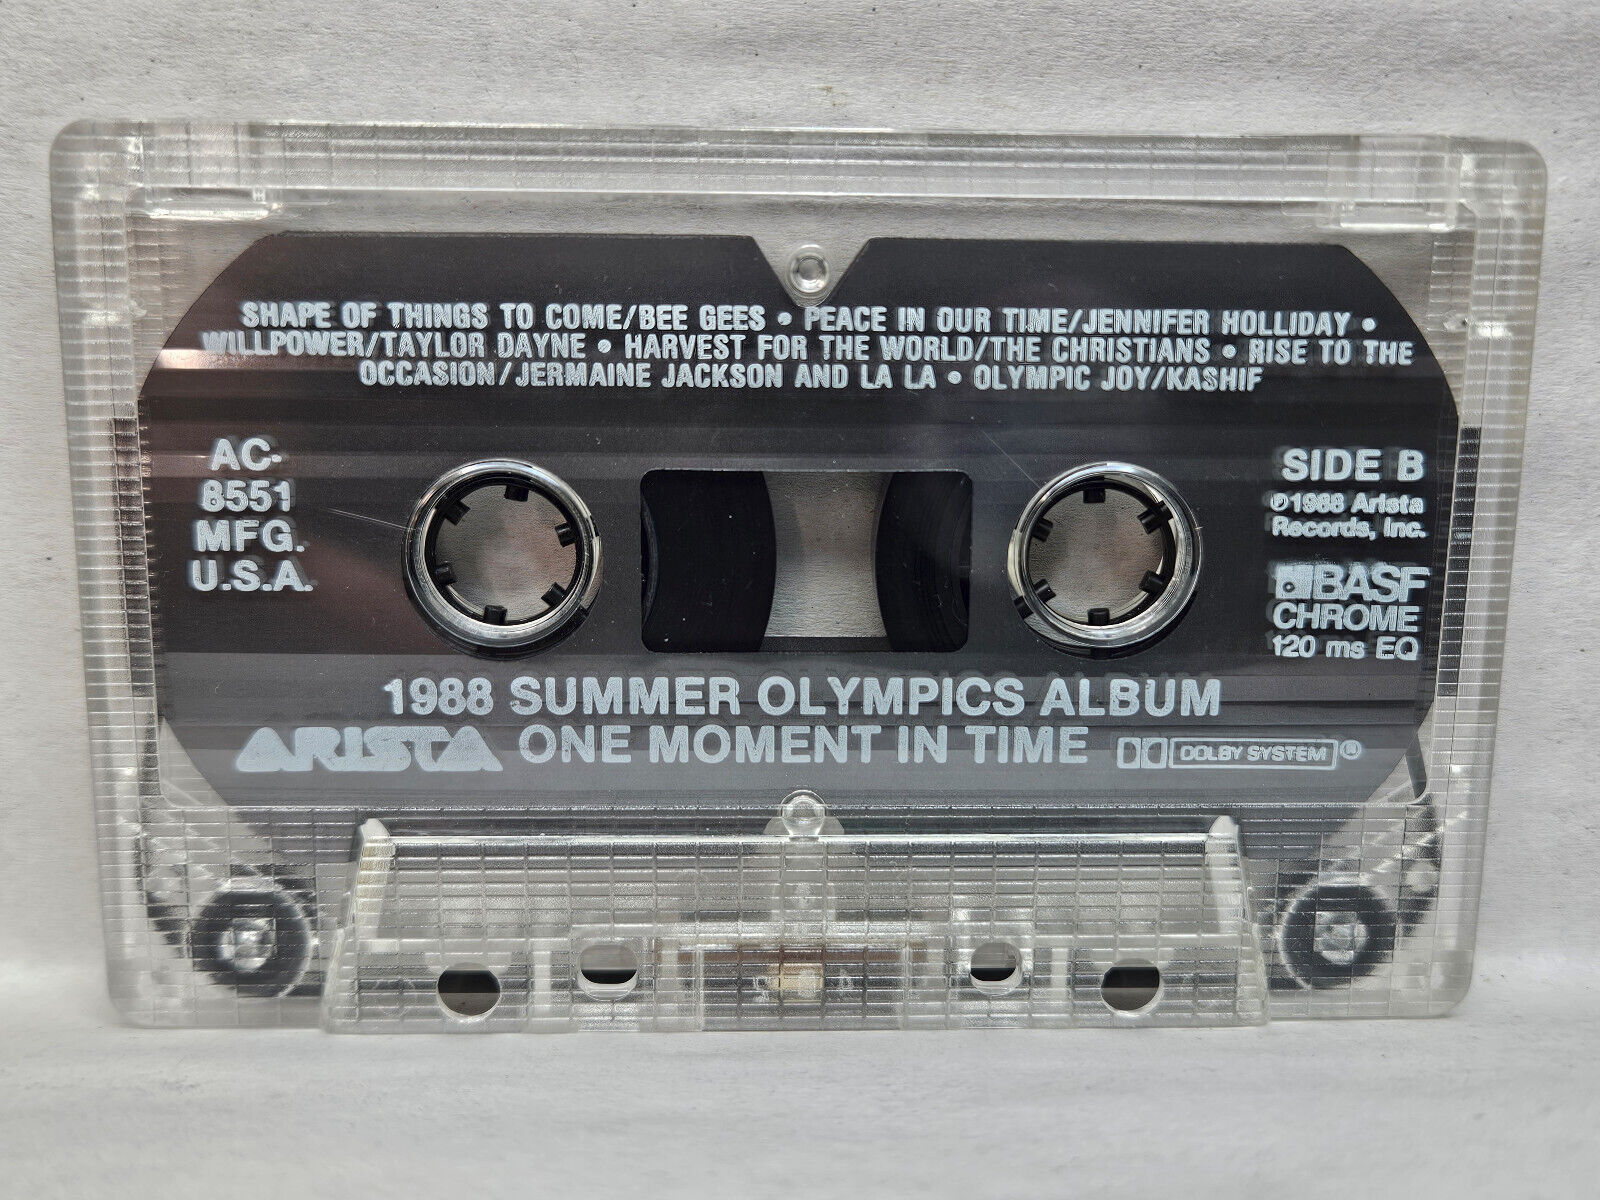 SHAPE OF THINGS TO COME/BEE GEES • PEACE IN OUR TIME/JENNIFER HOLLIDAY •
WILLPOWER/TAYLOR DAYNE • HARVEST FOR THE WORLD/THE CHRISTIANS • RISE TO THE
OCCASION/JERMAINE JACKSON AND LA LA • OLYMPIC JOY/KASHIF
AC-
8551
MFG.
U.S.A.
SIDE B
℗1988 Arista
Records, Inc.
BASF
CHROME
120 ms EQ
1988 SUMMER OLYMPICS ALBUM
ARISTA ONE MOMENT IN TIME DOLBY SYSTEM®